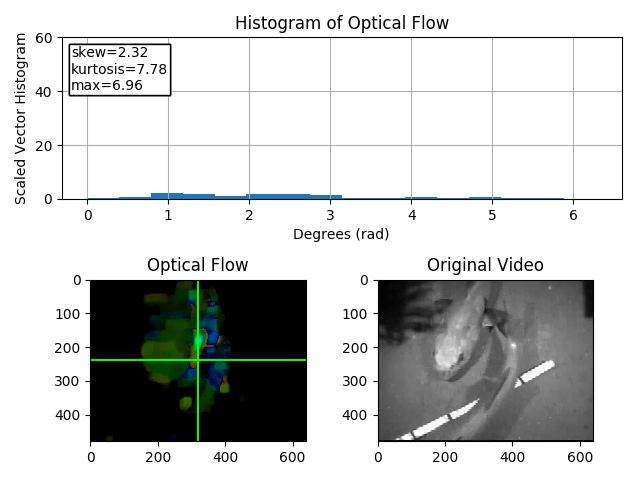 Histogram of Optical Flow
Scaled Vector Histogram
60
40
20
0
skew=2.32
kurtosis=7.78
max=6.96
0 1 2 3 4 5 6
Degrees (rad)
Optical Flow
0
100
200
300
400
0 200 400 600
Original Video
0
100
200
300
400
0 200 400 600